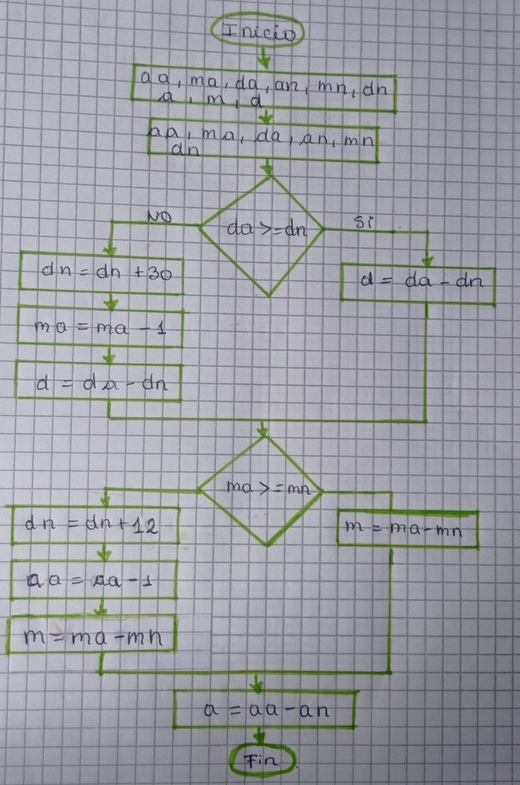 Inicio
aa, ma, da, an, mn, dn
a, m, d
aa, ma, da, an, mn
dn
da >= dn
NO
Si
dn = dn + 30
d = da - dn
ma = ma - 1
d = da - dn
ma >= mn
dn = dn + 12
m = ma - mn
aa = aa - 1
m = ma - mn
a = aa - an
Fin